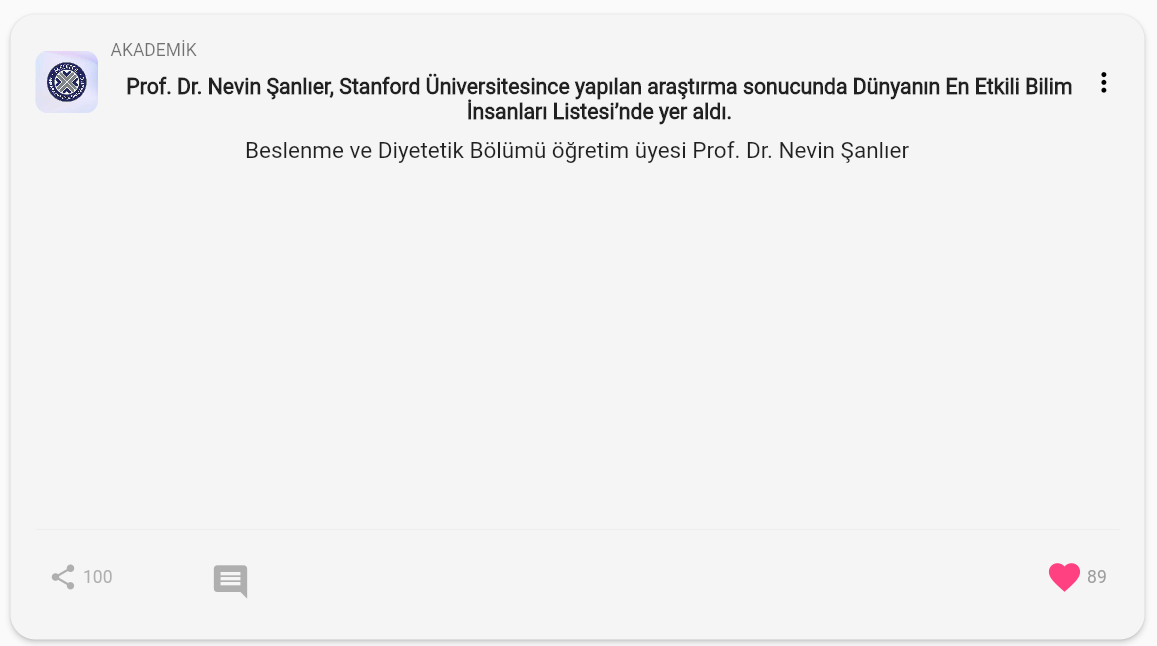 AKADEMİK
Prof. Dr. Nevin Şanlıer, Stanford Üniversitesince yapılan araştırma sonucunda Dünyanın En Etkili Bilim
İnsanları Listesi’nde yer aldı.
Beslenme ve Diyetetik Bölümü öğretim üyesi Prof. Dr. Nevin Şanlıer
100
89